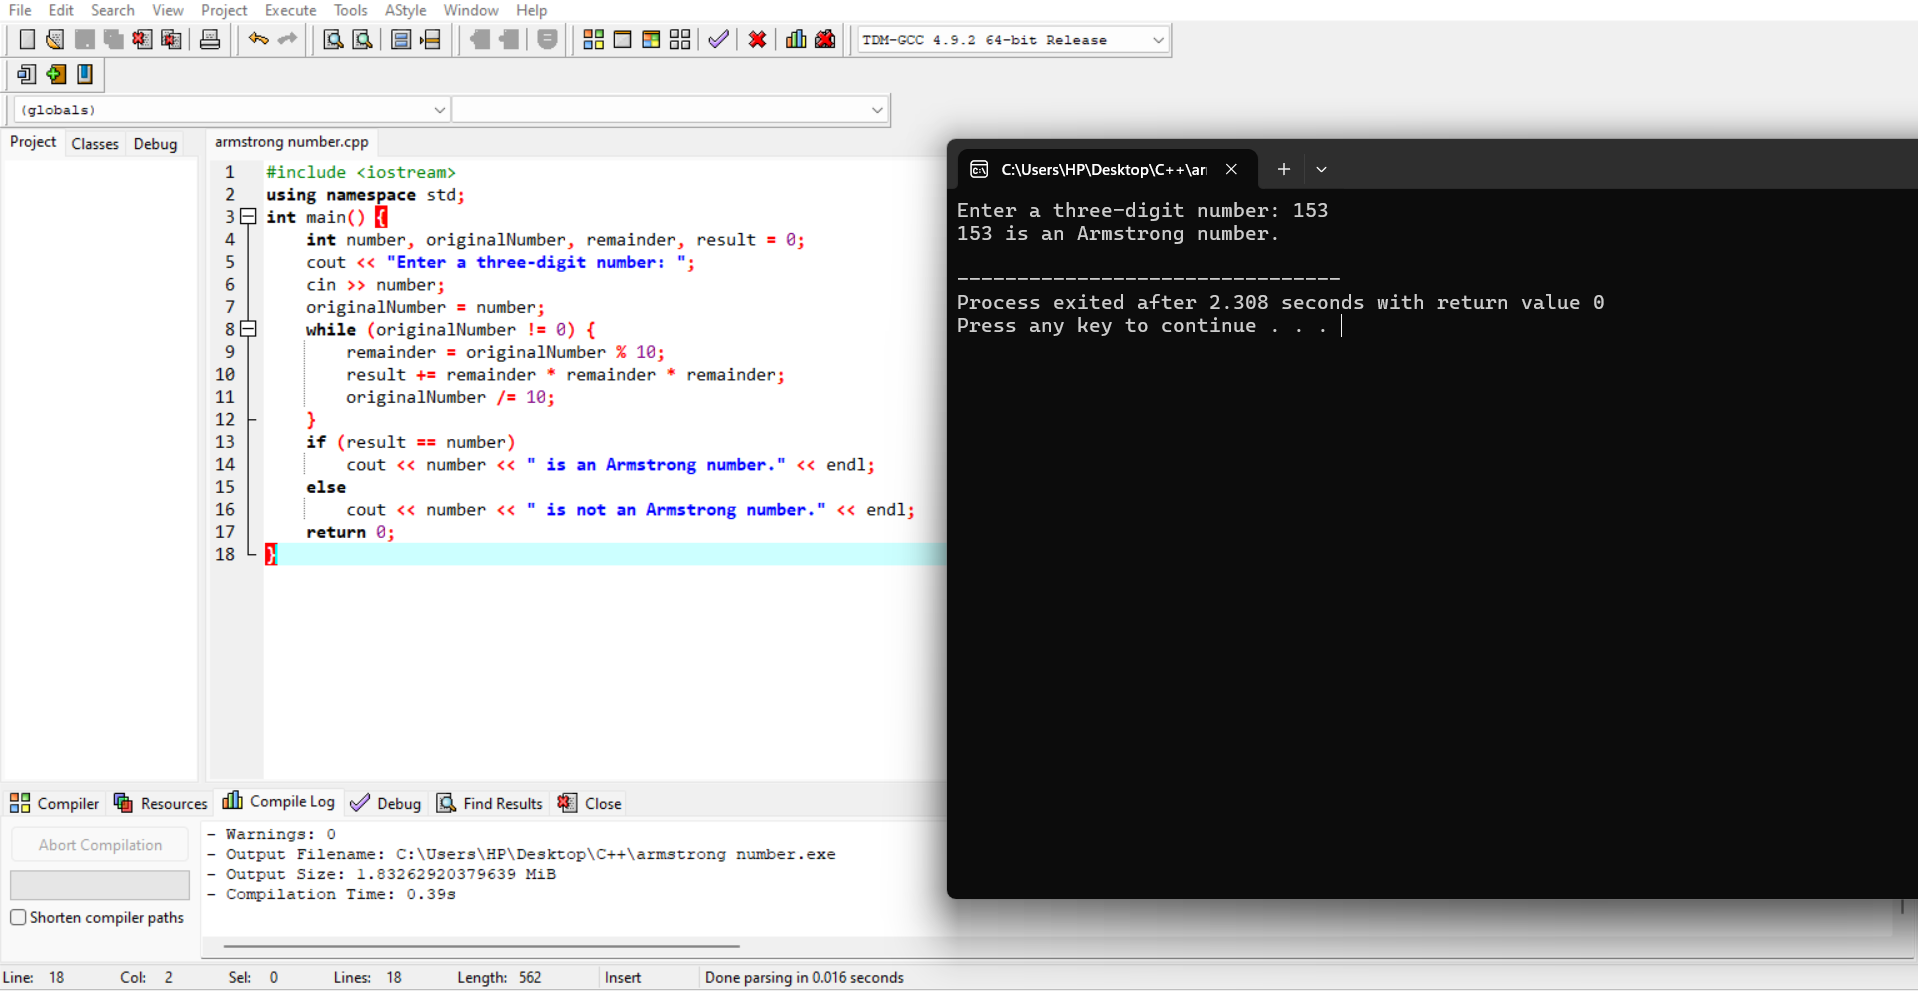 File Edit Search View Project Execute Tools AStyle Window Help
TDM-GCC 4.9.2 64-bit Release
(globals)
Project Classes Debug
armstrong number.cpp
1 #include <iostream>
2 using namespace std;
3 int main() {
4     int number, originalNumber, remainder, result = 0;
5     cout << "Enter a three-digit number: ";
6     cin >> number;
7     originalNumber = number;
8     while (originalNumber != 0) {
9         remainder = originalNumber % 10;
10         result += remainder * remainder * remainder;
11         originalNumber /= 10;
12     }
13     if (result == number)
14         cout << number << " is an Armstrong number." << endl;
15     else
16         cout << number << " is not an Armstrong number." << endl;
17     return 0;
18 }
C:\Users\HP\Desktop\C++\arı
Enter a three-digit number: 153
153 is an Armstrong number.
--------------------------------
Process exited after 2.308 seconds with return value 0
Press any key to continue . . .
Compiler Resources Compile Log Debug Find Results Close
Abort Compilation
Shorten compiler paths
- Warnings: 0
- Output Filename: C:\Users\HP\Desktop\C++\armstrong number.exe
- Output Size: 1.83262920379639 MiB
- Compilation Time: 0.39s
Line: 18 Col: 2 Sel: 0 Lines: 18 Length: 562 Insert Done parsing in 0.016 seconds